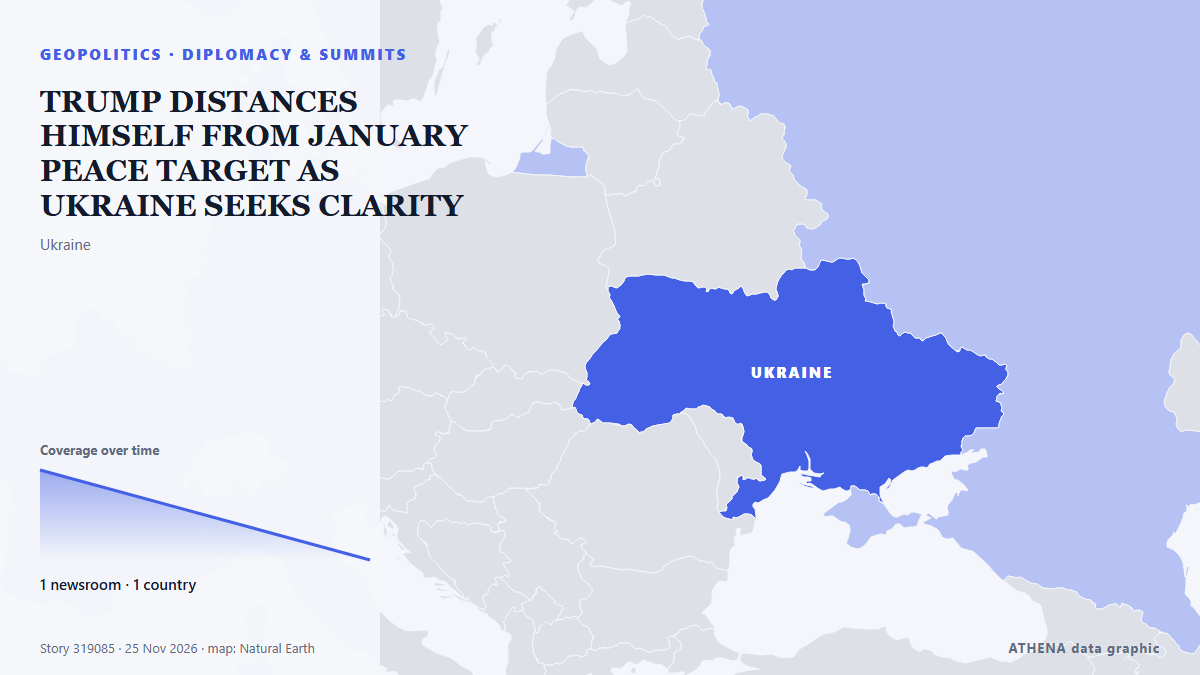 GEOPOLITICS · DIPLOMACY & SUMMITS
TRUMP DISTANCES
HIMSELF FROM JANUARY
PEACE TARGET AS
UKRAINE SEEKS CLARITY
Ukraine
UKRAINE
Coverage over time
1 newsroom · 1 country
Story 319085 · 25 Nov 2026 · map: Natural Earth
ATHENA data graphic